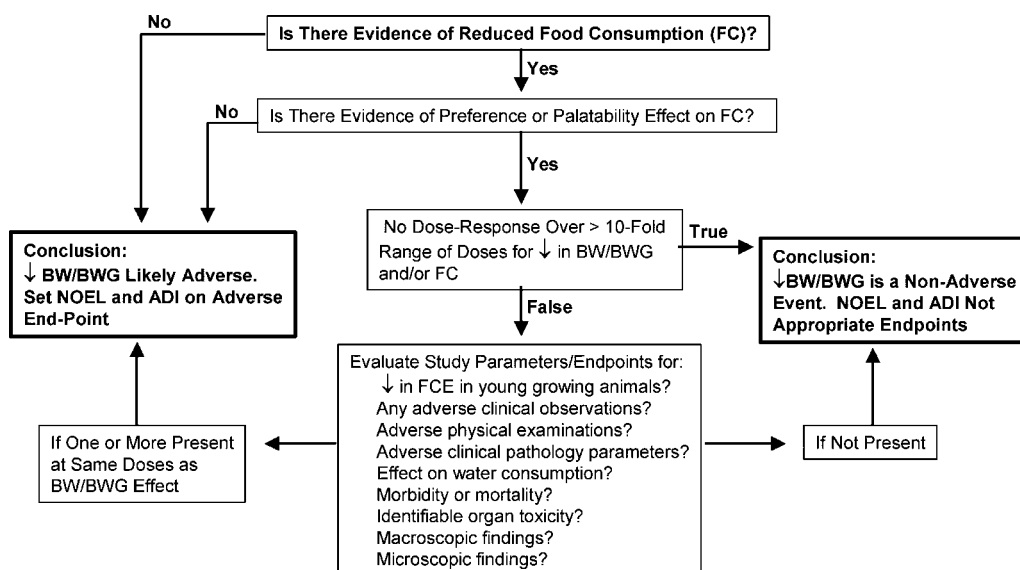 No
Is There Evidence of Reduced Food Consumption (FC)?
Yes
No
Is There Evidence of Preference or Palatability Effect on FC?
Yes
No Dose-Response Over > 10-Fold
Range of Doses for ↓ in BW/BWG
and/or FC
True
False
Conclusion:
↓ BW/BWG Likely Adverse.
Set NOEL and ADI on Adverse
End-Point
Conclusion:
↓BW/BWG is a Non-Adverse
Event. NOEL and ADI Not
Appropriate Endpoints
Evaluate Study Parameters/Endpoints for:
↓ in FCE in young growing animals?
Any adverse clinical observations?
Adverse physical examinations?
Adverse clinical pathology parameters?
Effect on water consumption?
Morbidity or mortality?
Identifiable organ toxicity?
Macroscopic findings?
Microscopic findings?
If One or More Present
at Same Doses as
BW/BWG Effect
If Not Present